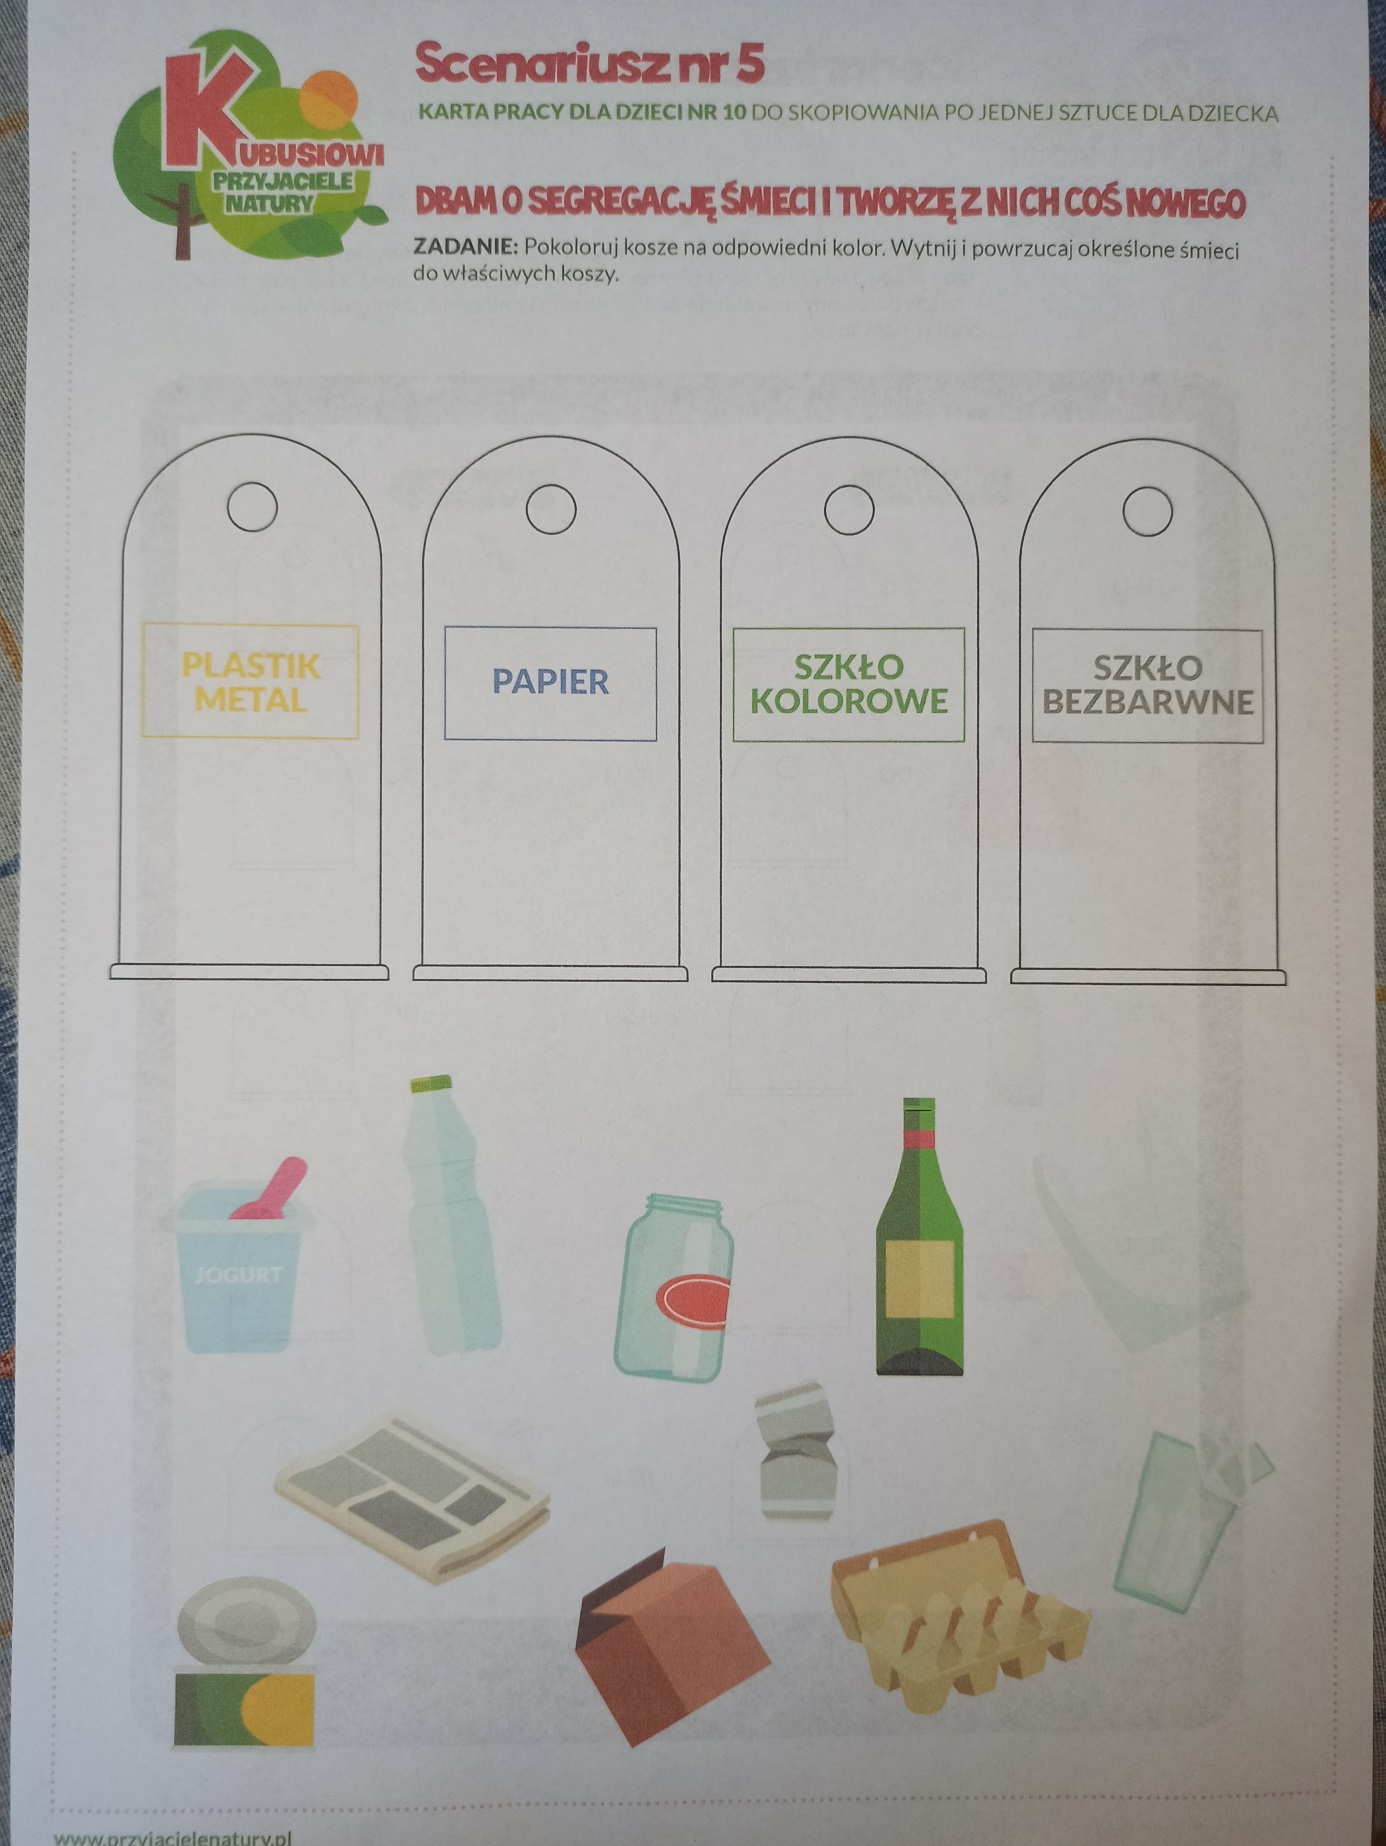 KUBUSIOWI
PRZYJACIELE
NATURY
Scenariusz nr 5
KARTA PRACY DLA DZIECI NR 10 DO SKOPIOWANIA PO JEDNEJ SZTUCE DLA DZIECKA
DBAM O SEGREGACJĘ ŚMIECI I TWORZĘ Z NICH COŚ NOWEGO
ZADANIE: Pokoloruj kosze na odpowiedni kolor. Wytnij i powrzucaj określone śmieci
do właściwych koszy.
PLASTIK
METAL
PAPIER
SZKŁO
KOLOROWE
SZKŁO
BEZBARWNE
JOGURT
www.przyjacielenatury.pl